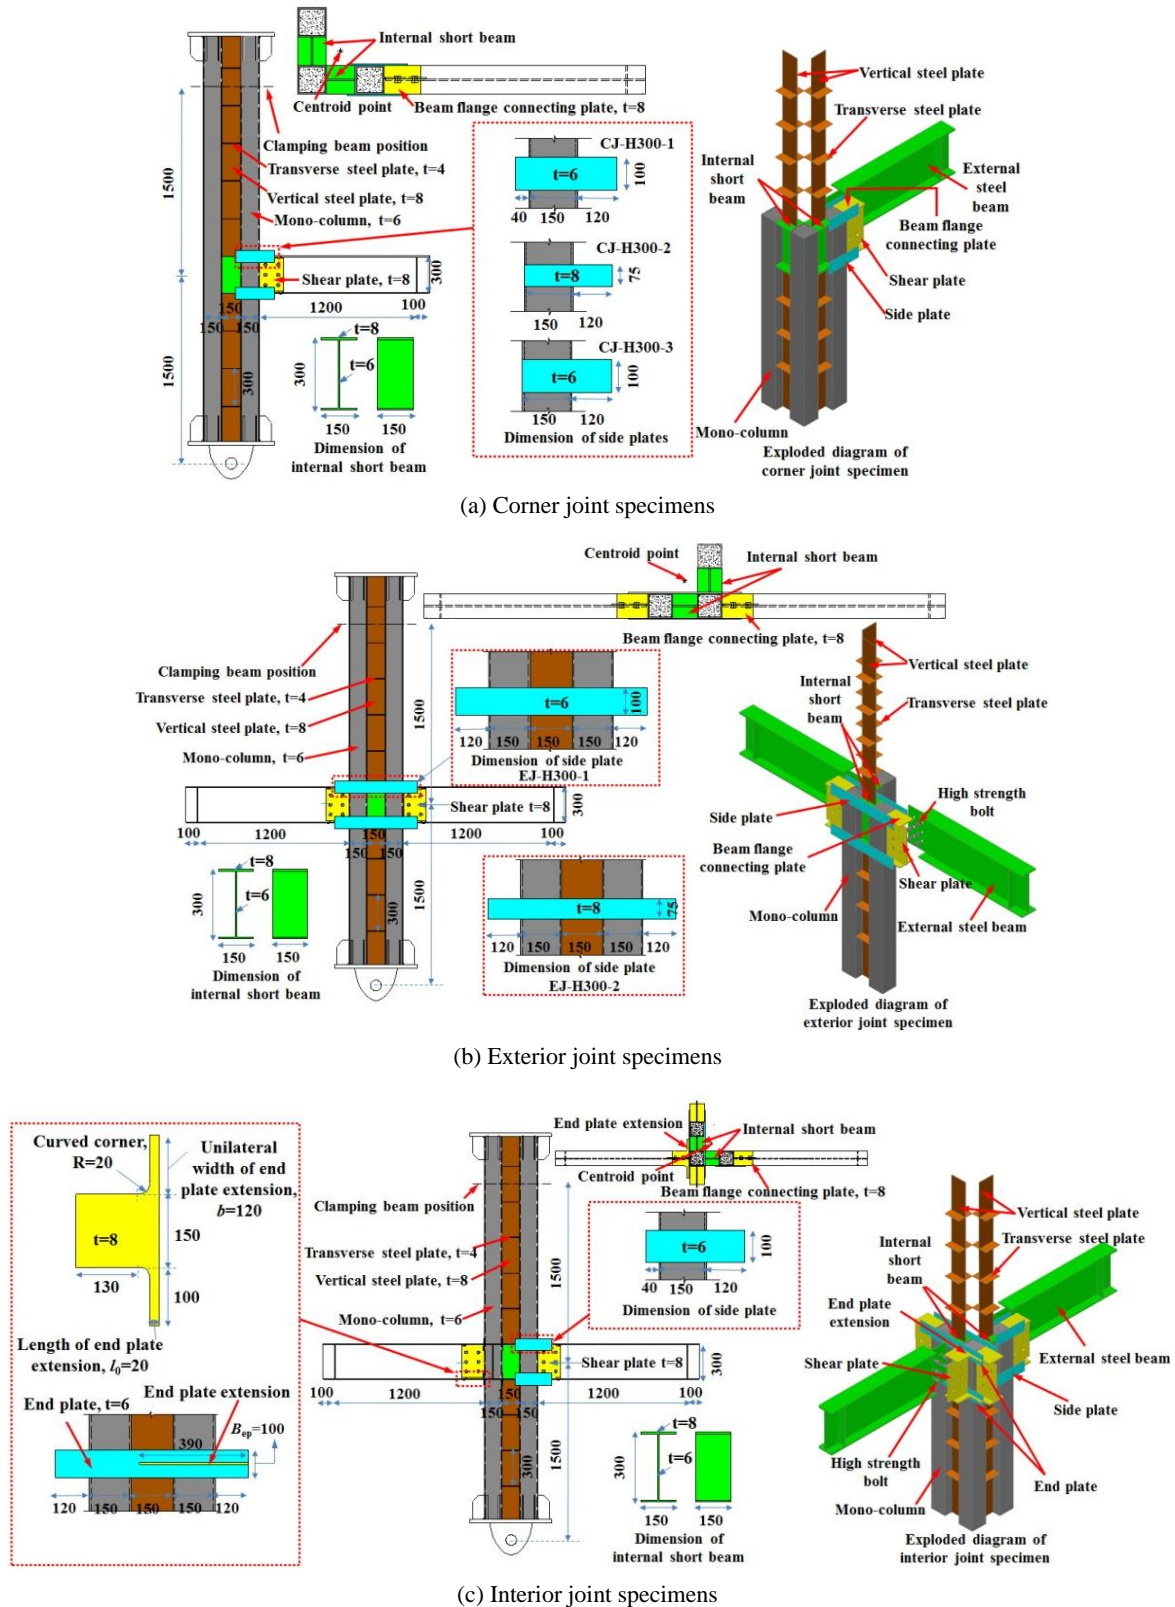 Internal short beam
Centroid point
Beam flange connecting plate, t=8
Clamping beam position
Transverse steel plate, t=4
Vertical steel plate, t=8
Mono-column, t=6
1500
1500
Shear plate, t=8
300
150
150
150
1200
100
300
t=8
t=6
300
150
150
Dimension of
internal short beam
CJ-H300-1
t=6
100
40
150
120
CJ-H300-2
t=8
75
150
120
CJ-H300-3
t=6
100
150
120
Dimension of side plates
Vertical steel plate
Transverse steel plate
Internal
short
beam
External
steel
beam
Beam flange
connecting plate
Shear plate
Side plate
Mono-column
Exploded diagram of
corner joint specimen
(a) Corner joint specimens
Centroid point
Internal short beam
Beam flange connecting plate, t=8
Clamping beam position
Transverse steel plate, t=4
Vertical steel plate, t=8
Mono-column, t=6
1500
1500
t=6
100
120
150
150
150
120
Dimension of side plate
EJ-H300-1
Shear plate t=8
300
100
1200
150
150
150
1200
100
300
t=8
t=6
300
150
150
Dimension of
internal short beam
t=8
75
120
150
150
150
120
Dimension of side plate
EJ-H300-2
Vertical steel plate
Internal
short
beam
Transverse steel plate
High strength
bolt
Side plate
Beam flange
connecting plate
Shear plate
Mono-column
External steel beam
Exploded diagram of
exterior joint specimen
(b) Exterior joint specimens
Curved corner,
R=20
Unilateral
width of end
plate extension,
b=120
t=8
150
130
100
Length of end plate
extension, l0=20
End plate extension
End plate, t=6
Bep=100
390
120
150
150
150
120
End plate extension
Internal short beam
Centroid point
Beam flange connecting plate, t=8
Clamping beam position
Transverse steel plate, t=4
Vertical steel plate, t=8
Mono-column, t=6
1500
1500
t=6
100
40
150
120
Dimension of side plate
Shear plate t=8
300
100
1200
150
150
150
1200
100
300
t=8
t=6
300
150
150
Dimension of
internal short beam
Vertical steel plate
Internal
short
beam
Transverse steel plate
End plate
extension
Shear plate
External steel beam
Side plate
High strength
bolt
End plate
Mono-column
Exploded diagram of
interior joint specimen
(c) Interior joint specimens